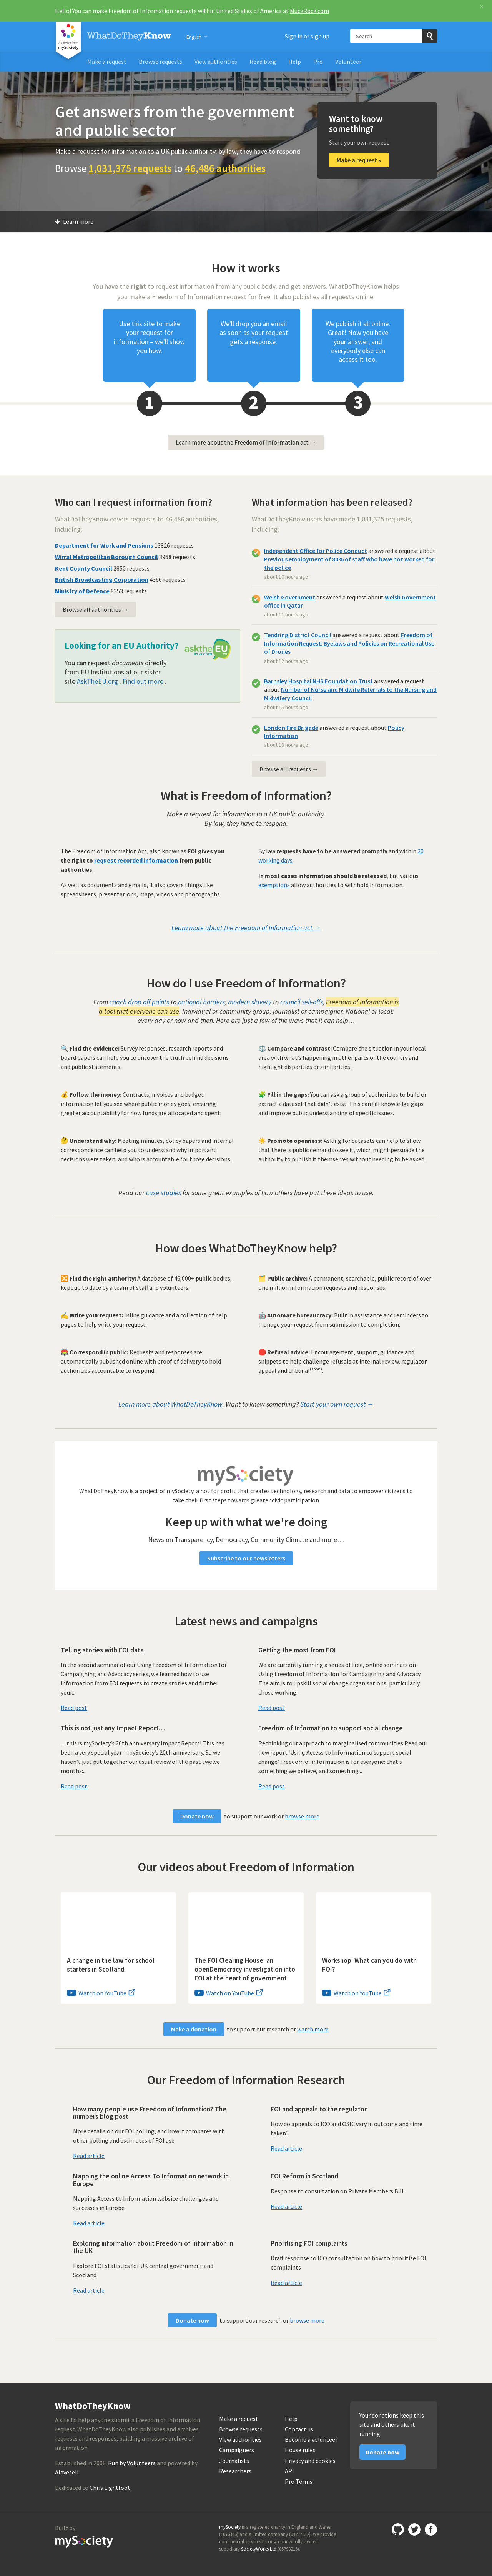 Hello! You can make Freedom of Information requests within United States of America at MuckRock.com
WhatDoTheyKnow
English
Sign in or sign up
Search
Make a request
Browse requests
View authorities
Read blog
Help
Pro
Volunteer
Get answers from the government
and public sector
Make a request for information to a UK public authority: by law, they have to respond
Browse 1,031,375 requests to 46,486 authorities
Want to know
something?
Start your own request
Make a request »
Learn more
How it works
You have the right to request information from any public body, and get answers. WhatDoTheyKnow helps
you make a Freedom of Information request for free. It also publishes all requests online.
Use this site to make
your request for
information – we'll show
you how.
We'll drop you an email
as soon as your request
gets a response.
We publish it all online.
Great! Now you have
your answer, and
everybody else can
access it too.
1
2
3
Learn more about the Freedom of Information act →
Who can I request information from?
WhatDoTheyKnow covers requests to 46,486 authorities,
including:
Department for Work and Pensions 13826 requests
Wirral Metropolitan Borough Council 3968 requests
Kent County Council 2850 requests
British Broadcasting Corporation 4366 requests
Ministry of Defence 8353 requests
Browse all authorities →
Looking for an EU Authority?
You can request documents directly
from EU Institutions at our sister
site AskTheEU.org . Find out more .
asktheEU
What information has been released?
WhatDoTheyKnow users have made 1,031,375 requests,
including:
Independent Office for Police Conduct answered a request about
Previous employment of 80% of staff who have not worked for
the police
about 10 hours ago
Welsh Government answered a request about Welsh Government
office in Qatar
about 11 hours ago
Tendring District Council answered a request about Freedom of
Information Request: Byelaws and Policies on Recreational Use
of Drones
about 12 hours ago
Barnsley Hospital NHS Foundation Trust answered a request
about Number of Nurse and Midwife Referrals to the Nursing and
Midwifery Council
about 15 hours ago
London Fire Brigade answered a request about Policy
Information
about 13 hours ago
Browse all requests →
What is Freedom of Information?
Make a request for information to a UK public authority.
By law, they have to respond.
The Freedom of Information Act, also known as FOI gives you
the right to request recorded information from public
authorities.
As well as documents and emails, it also covers things like
spreadsheets, presentations, maps, videos and photographs.
By law requests have to be answered promptly and within 20
working days.
In most cases information should be released, but various
exemptions allow authorities to withhold information.
Learn more about the Freedom of Information act →
How do I use Freedom of Information?
From coach drop off points to national borders; modern slavery to council sell-offs, Freedom of Information is
a tool that everyone can use. Individual or community group; journalist or campaigner. National or local;
every day or now and then. Here are just a few of the ways that it can help…
Find the evidence: Survey responses, research reports and
board papers can help you to uncover the truth behind decisions
and public statements.
Compare and contrast: Compare the situation in your local
area with what's happening in other parts of the country and
highlight disparities or similarities.
Follow the money: Contracts, invoices and budget
information let you see where public money goes, ensuring
greater accountability for how funds are allocated and spent.
Fill in the gaps: You can ask a group of authorities to build or
extract a dataset that didn't exist. This can fill knowledge gaps
and improve public understanding of specific issues.
Understand why: Meeting minutes, policy papers and internal
correspondence can help you to understand why important
decisions were taken, and who is accountable for those decisions.
Promote openness: Asking for datasets can help to show
that there is public demand to see it, which might persuade the
authority to publish it themselves without needing to be asked.
Read our case studies for some great examples of how others have put these ideas to use.
How does WhatDoTheyKnow help?
Find the right authority: A database of 46,000+ public bodies,
kept up to date by a team of staff and volunteers.
Public archive: A permanent, searchable, public record of over
one million information requests and responses.
Write your request: Inline guidance and a collection of help
pages to help write your request.
Automate bureaucracy: Built in assistance and reminders to
manage your request from submission to completion.
Correspond in public: Requests and responses are
automatically published online with proof of delivery to hold
authorities accountable to respond.
Refusal advice: Encouragement, support, guidance and
snippets to help challenge refusals at internal review, regulator
appeal and tribunal(soon).
Learn more about WhatDoTheyKnow. Want to know something? Start your own request →
mySociety
WhatDoTheyKnow is a project of mySociety, a not for profit that creates technology, research and data to empower citizens to
take their first steps towards greater civic participation.
Keep up with what we're doing
News on Transparency, Democracy, Community Climate and more…
Subscribe to our newsletters
Latest news and campaigns
Telling stories with FOI data
In the second seminar of our Using Freedom of Information for
Campaigning and Advocacy series, we learned how to use
information from FOI requests to create stories and further
your...
Read post
Getting the most from FOI
We are currently running a series of free, online seminars on
Using Freedom of Information for Campaigning and Advocacy.
The aim is to upskill social change organisations, particularly
those working...
Read post
This is not just any Impact Report…
…this is mySociety's 20th anniversary Impact Report! This has
been a very special year – mySociety's 20th anniversary. So we
haven't just put together our usual review of the past twelve
months:...
Read post
Freedom of Information to support social change
Rethinking our approach to marginalised communities Read our
new report 'Using Access to Information to support social
change' Freedom of information is for everyone: that's
something we believe, and something...
Read post
Donate now to support our work or browse more
Our videos about Freedom of Information
A change in the law for school
starters in Scotland
Watch on YouTube
The FOI Clearing House: an
openDemocracy investigation into
FOI at the heart of government
Watch on YouTube
Workshop: What can you do with
FOI?
Watch on YouTube
Make a donation to support our research or watch more
Our Freedom of Information Research
How many people use Freedom of Information? The
numbers blog post
More details on our FOI polling, and how it compares with
other polling and estimates of FOI use.
Read article
FOI and appeals to the regulator
How do appeals to ICO and OSIC vary in outcome and time
taken?
Read article
Mapping the online Access To Information network in
Europe
Mapping Access to Information website challenges and
successes in Europe
Read article
FOI Reform in Scotland
Response to consultation on Private Members Bill
Read article
Exploring information about Freedom of Information in
the UK
Explore FOI statistics for UK central government and
Scotland.
Read article
Prioritising FOI complaints
Draft response to ICO consultation on how to prioritise FOI
complaints
Read article
Donate now to support our research or browse more
WhatDoTheyKnow
A site to help anyone submit a Freedom of Information
request. WhatDoTheyKnow also publishes and archives
requests and responses, building a massive archive of
information.
Established in 2008. Run by Volunteers and powered by
Alaveteli.
Dedicated to Chris Lightfoot.
Make a request
Browse requests
View authorities
Campaigners
Journalists
Researchers
Help
Contact us
Become a volunteer
House rules
Privacy and cookies
API
Pro Terms
Your donations keep this
site and others like it
running
Donate now
Built by
mySociety
mySociety is a registered charity in England and Wales
(1076346) and a limited company (03277032). We provide
commercial services through our wholly owned
subsidiary SocietyWorks Ltd (05798215).